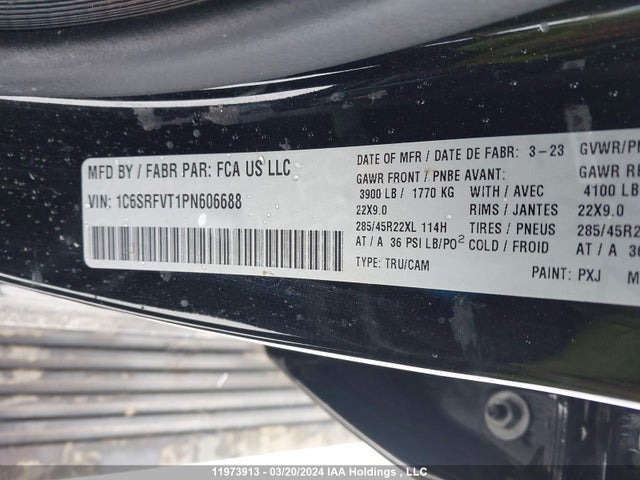 MFD BY / FABR PAR: FCA US LLC
VIN: 1C6SRFVT1PN606688
DATE OF MFR / DATE DE FABR: 3-23 GVWR/PN
GAWR FRONT / PNBE AVANT: GAWR RE
3900 LB / 1770 KG WITH / AVEC 4100 LB
22X9.0 RIMS / JANTES 22X9.0
285/45R22XL 114H TIRES / PNEUS 285/45R2
AT / A 36 PSI LB/PO² COLD / FROID AT / A 36
TYPE: TRU/CAM PAINT: PXJ M
11973913 - 03/20/2024 IAA Holdings, LLC